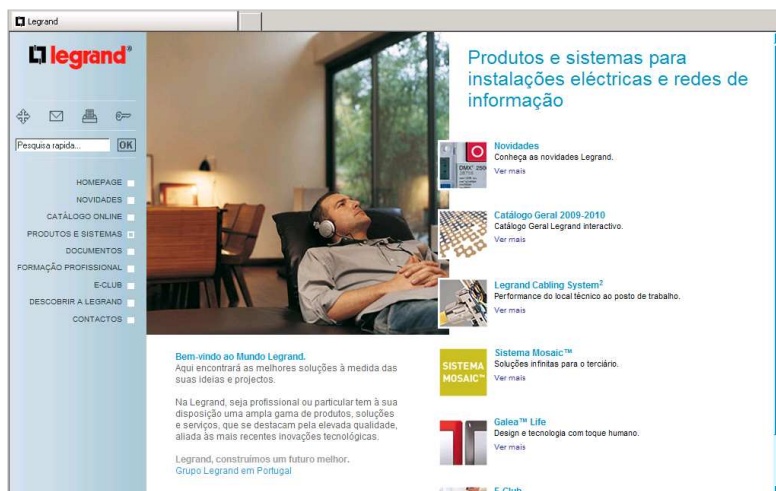 Legrand
legrand®
Pesquisa rapida...
OK
HOMEPAGE
NOVIDADES
CATÁLOGO ONLINE
PRODUTOS E SISTEMAS
DOCUMENTOS
FORMAÇÃO PROFISSIONAL
E-CLUB
DESCOBRIR A LEGRAND
CONTACTOS
Bem-vindo ao Mundo Legrand.
Aqui encontrará as melhores soluções à medida das
suas ideias e projectos.
Na Legrand, seja profissional ou particular tem à sua
disposição uma ampla gama de produtos, soluções
e serviços, que se destacam pela elevada qualidade,
aliada às mais recentes inovações tecnológicas.
Legrand, construímos um futuro melhor.
Grupo Legrand em Portugal
Produtos e sistemas para
instalações eléctricas e redes de
informação
Novidades
Conheça as novidades Legrand.
Ver mais
Catálogo Geral 2009-2010
Catálogo Geral Legrand interactivo.
Ver mais
Legrand Cabling System²
Performance do local técnico ao posto de trabalho.
Ver mais
SISTEMA
MOSAIC™
Sistema Mosaic™
Soluções infinitas para o terciário.
Ver mais
Galea™ Life
Design e tecnologia com toque humano.
Ver mais
E-Club